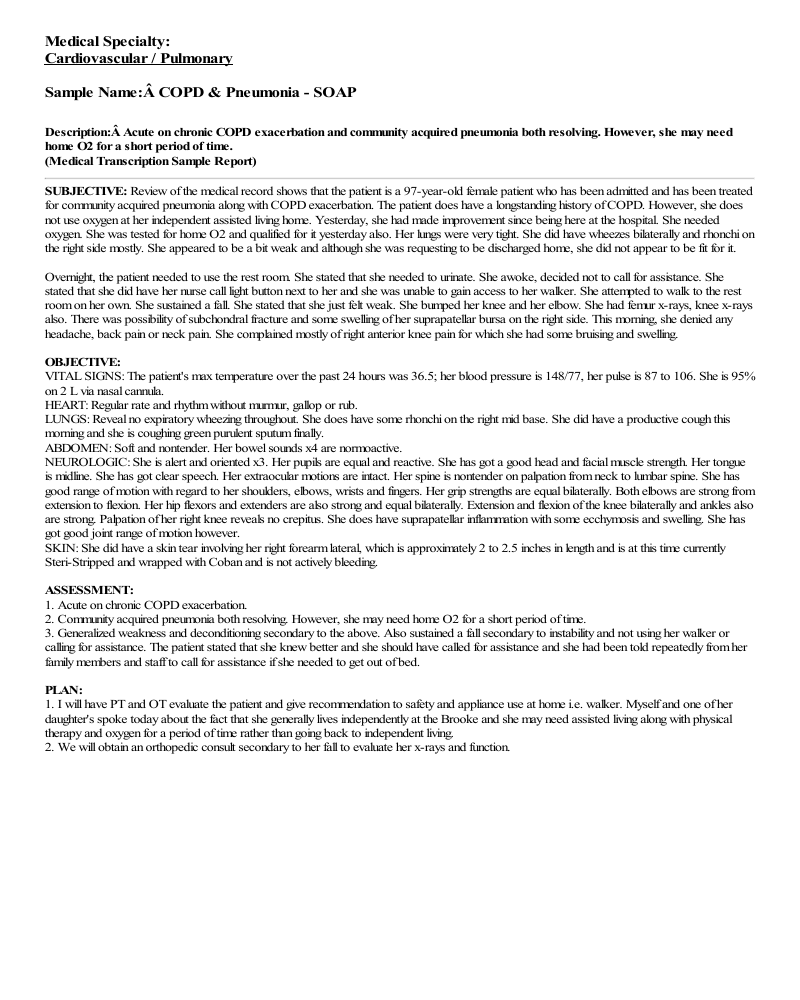 Medical Specialty:
Cardiovascular / Pulmonary
Sample Name:Â COPD & Pneumonia - SOAP
Description:Â Acute on chronic COPD exacerbation and community acquired pneumonia both resolving. However, she may need
home O2 for a short period of time.
(Medical Transcription Sample Report)
SUBJECTIVE: Review of the medical record shows that the patient is a 97-year-old female patient who has been admitted and has been treated
for community acquired pneumonia along with COPD exacerbation. The patient does have a longstanding history of COPD. However, she does
not use oxygen at her independent assisted living home. Yesterday, she had made improvement since being here at the hospital. She needed
oxygen. She was tested for home O2 and qualified for it yesterday also. Her lungs were very tight. She did have wheezes bilaterally and rhonchi on
the right side mostly. She appeared to be a bit weak and although she was requesting to be discharged home, she did not appear to be fit for it.
Overnight, the patient needed to use the rest room. She stated that she needed to urinate. She awoke, decided not to call for assistance. She
stated that she did have her nurse call light button next to her and she was unable to gain access to her walker. She attempted to walk to the rest
room on her own. She sustained a fall. She stated that she just felt weak. She bumped her knee and her elbow. She had femur x-rays, knee x-rays
also. There was possibility of subchondral fracture and some swelling of her suprapatellar bursa on the right side. This morning, she denied any
headache, back pain or neck pain. She complained mostly of right anterior knee pain for which she had some bruising and swelling.
OBJECTIVE:
VITAL SIGNS: The patient's max temperature over the past 24 hours was 36.5; her blood pressure is 148/77, her pulse is 87 to 106. She is 95%
on 2 L via nasal cannula.
HEART: Regular rate and rhythm without murmur, gallop or rub.
LUNGS: Reveal no expiratory wheezing throughout. She does have some rhonchi on the right mid base. She did have a productive cough this
morning and she is coughing green purulent sputum finally.
ABDOMEN: Soft and nontender. Her bowel sounds x4 are normoactive.
NEUROLOGIC: She is alert and oriented x3. Her pupils are equal and reactive. She has got a good head and facial muscle strength. Her tongue
is midline. She has got clear speech. Her extraocular motions are intact. Her spine is nontender on palpation from neck to lumbar spine. She has
good range of motion with regard to her shoulders, elbows, wrists and fingers. Her grip strengths are equal bilaterally. Both elbows are strong from
extension to flexion. Her hip flexors and extenders are also strong and equal bilaterally. Extension and flexion of the knee bilaterally and ankles also
are strong. Palpation of her right knee reveals no crepitus. She does have suprapatellar inflammation with some ecchymosis and swelling. She has
got good joint range of motion however.
SKIN: She did have a skin tear involving her right forearm lateral, which is approximately 2 to 2.5 inches in length and is at this time currently
Steri-Stripped and wrapped with Coban and is not actively bleeding.
ASSESSMENT:
1. Acute on chronic COPD exacerbation.
2. Community acquired pneumonia both resolving. However, she may need home O2 for a short period of time.
3. Generalized weakness and deconditioning secondary to the above. Also sustained a fall secondary to instability and not using her walker or
calling for assistance. The patient stated that she knew better and she should have called for assistance and she had been told repeatedly from her
family members and staff to call for assistance if she needed to get out of bed.
PLAN:
1. I will have PT and OT evaluate the patient and give recommendation to safety and appliance use at home i.e. walker. Myself and one of her
daughter's spoke today about the fact that she generally lives independently at the Brooke and she may need assisted living along with physical
therapy and oxygen for a period of time rather than going back to independent living.
2. We will obtain an orthopedic consult secondary to her fall to evaluate her x-rays and function.